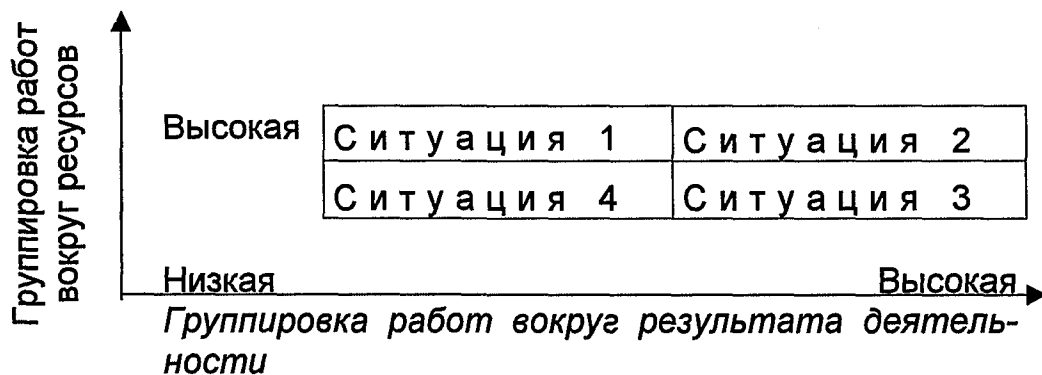 Группировка работ
вокруг ресурсов
Высокая
Ситуация 1 Ситуация 2
Ситуация 4 Ситуация 3
Низкая Высокая
Группировка работ вокруг результата деятель-
ности